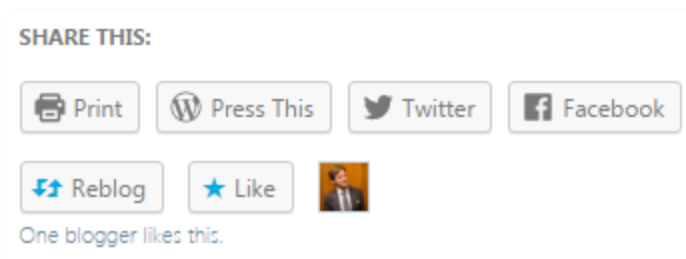 SHARE THIS:
Print Press This Twitter Facebook
Reblog Like
One blogger likes this.